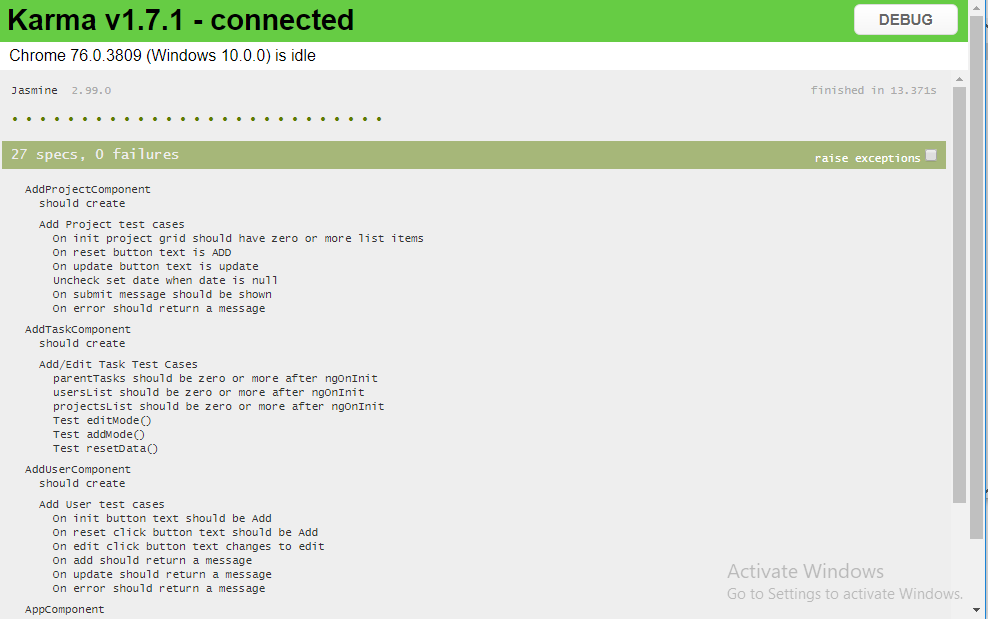 Karma v1.7.1 - connected
DEBUG
Chrome 76.0.3809 (Windows 10.0.0) is idle
Jasmine 2.99.0
finished in 13.371s
27 specs, 0 failures
raise exceptions
AddProjectComponent
should create
Add Project test cases
On init project grid should have zero or more list items
On reset button text is ADD
On update button text is update
Uncheck set date when date is null
On submit message should be shown
On error should return a message
AddTaskComponent
should create
Add/Edit Task Test Cases
parentTasks should be zero or more after ngOnInit
usersList should be zero or more after ngOnInit
projectsList should be zero or more after ngOnInit
Test editMode()
Test addMode()
Test resetData()
AddUserComponent
should create
Add User test cases
On init button text should be Add
On reset click button text should be Add
On edit click button text changes to edit
On add should return a message
On update should return a message
On error should return a message
AppComponent
Activate Windows
Go to Settings to activate Windows.